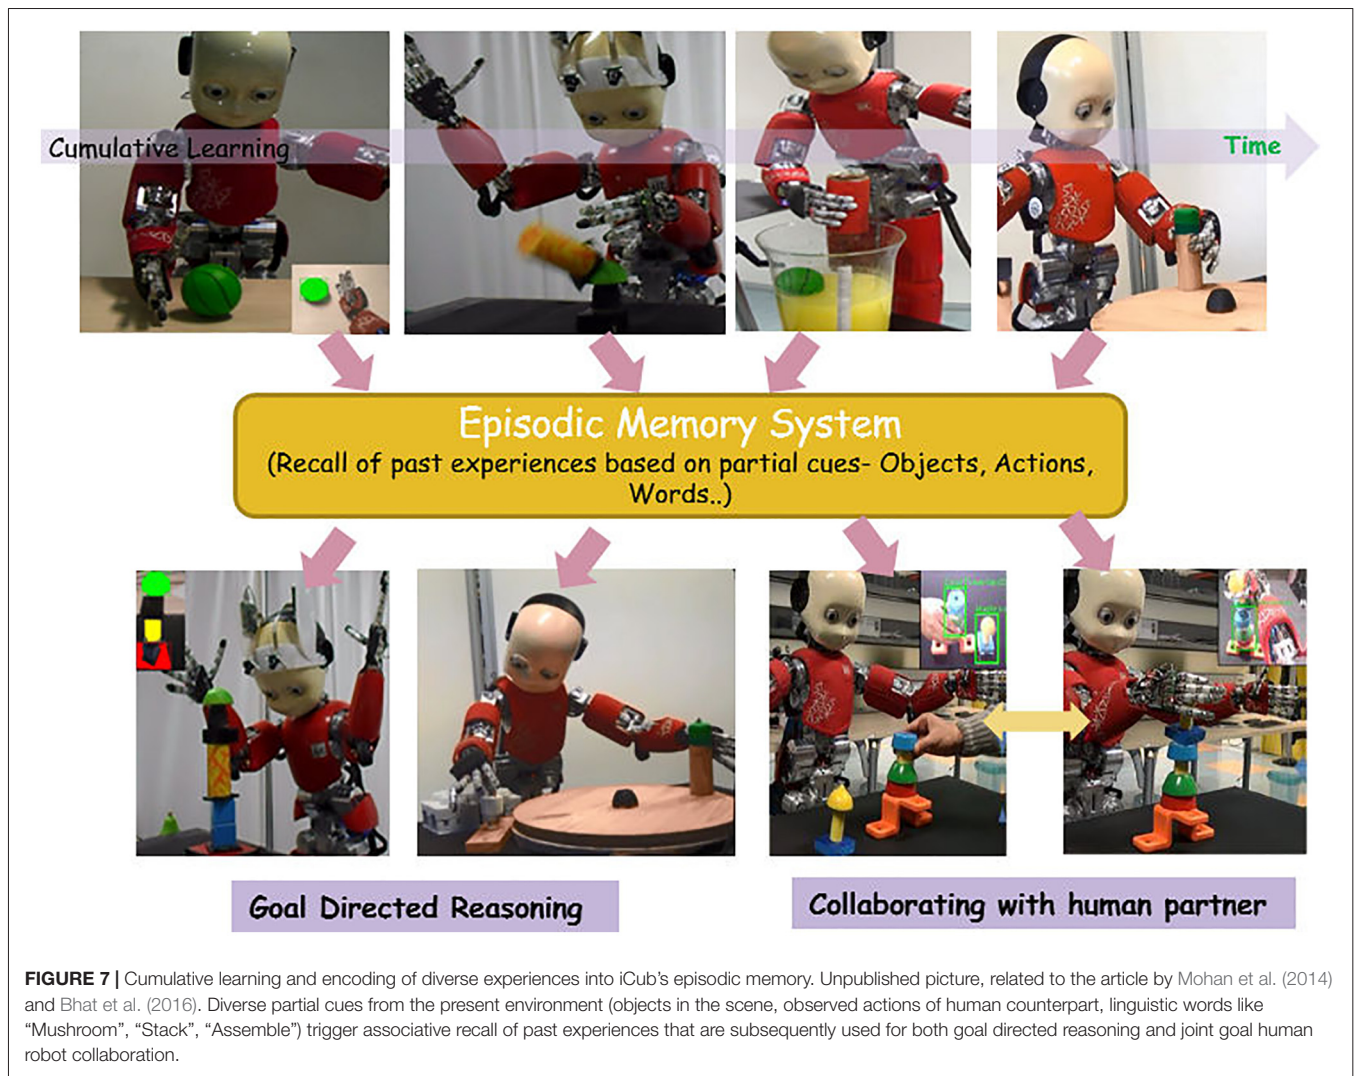 Cumulative Learning
Time
Episodic Memory System
(Recall of past experiences based on partial cues- Objects, Actions,
Words..)
Goal Directed Reasoning
Collaborating with human partner
FIGURE 7 | Cumulative learning and encoding of diverse experiences into iCub’s episodic memory. Unpublished picture, related to the article by Mohan et al. (2014)
and Bhat et al. (2016). Diverse partial cues from the present environment (objects in the scene, observed actions of human counterpart, linguistic words like
“Mushroom”, “Stack”, “Assemble”) trigger associative recall of past experiences that are subsequently used for both goal directed reasoning and joint goal human
robot collaboration.